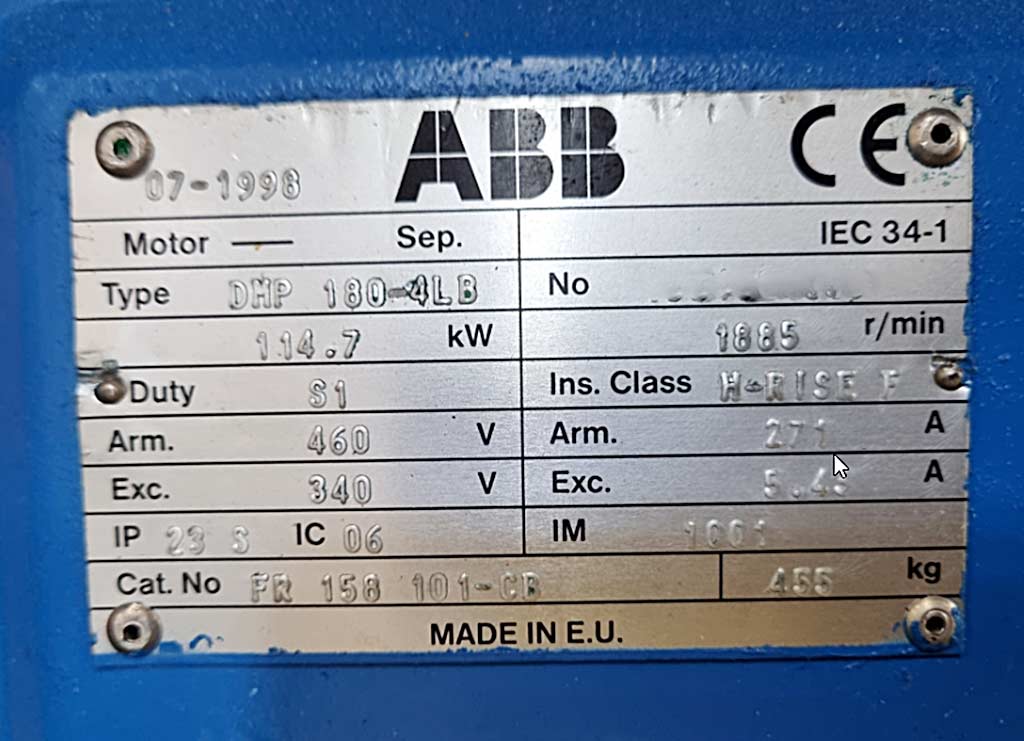 ABB CE
07-1998
Motor — Sep. IEC 34-1
Type DMP 180-4LB No
114.7 kW 1885 r/min
Duty S1 Ins. Class H-RISE F
Arm. 460 V Arm. 271 A
Exc. 340 V Exc. A
IP 23 S IC 06 IM 1001
Cat. No FR 158 101-CB 455 kg
MADE IN E.U.